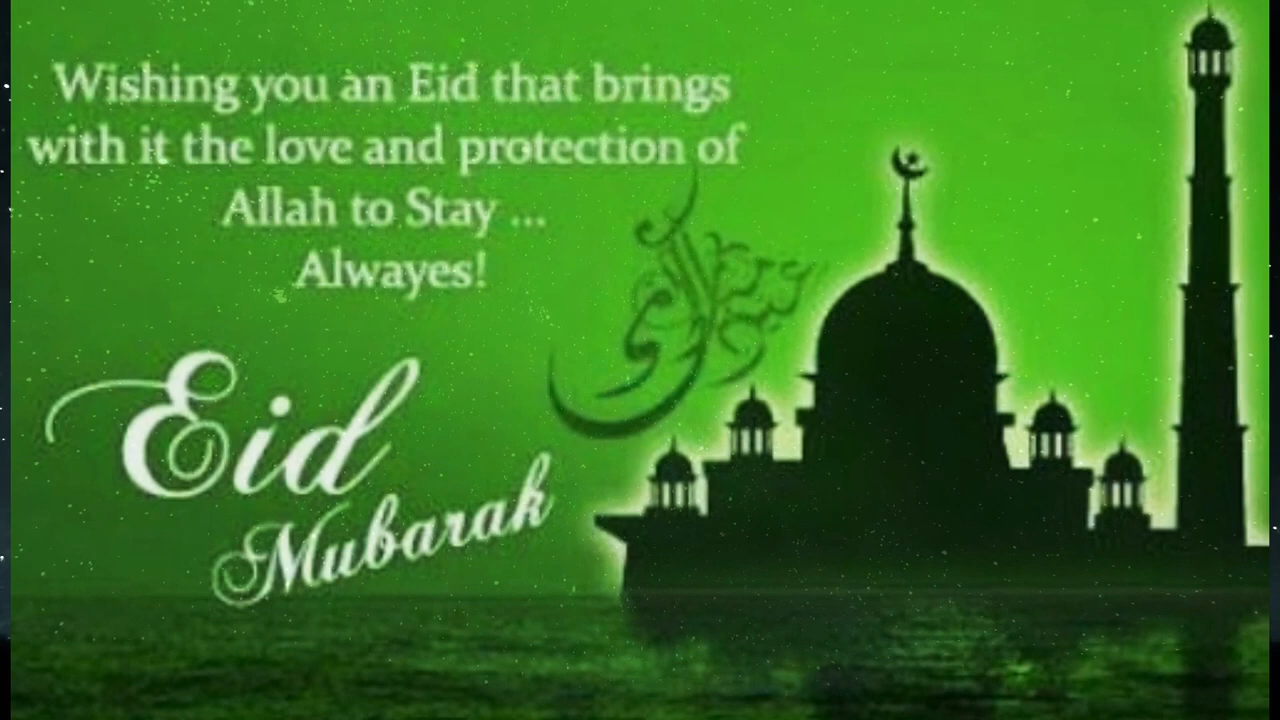 Wishing you an Eid that brings
with it the love and protection of
Allah to Stay ...
Alwayes!
Eid
Mubarak